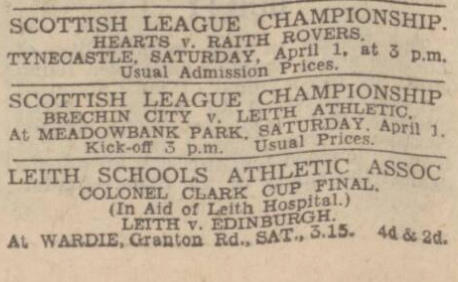 SCOTTISH LEAGUE CHAMPIONSHIP.
HEARTS v. RAITH ROVERS.
TYNECASTLE, SATURDAY, April 1, at 3 p.m.
Usual Admission Prices.
SCOTTISH LEAGUE CHAMPIONSHIP
BRECHIN CITY v. LEITH ATHLETIC.
At MEADOWBANK PARK, SATURDAY, April 1.
Kick-off 3 p.m. Usual Prices.
LEITH SCHOOLS ATHLETIC ASSOC
COLONEL CLARK CUP FINAL.
(In Aid of Leith Hospital.)
LEITH v. EDINBURGH.
At WARDIE, Granton Rd., SAT., 3.15. 4d & 2d.